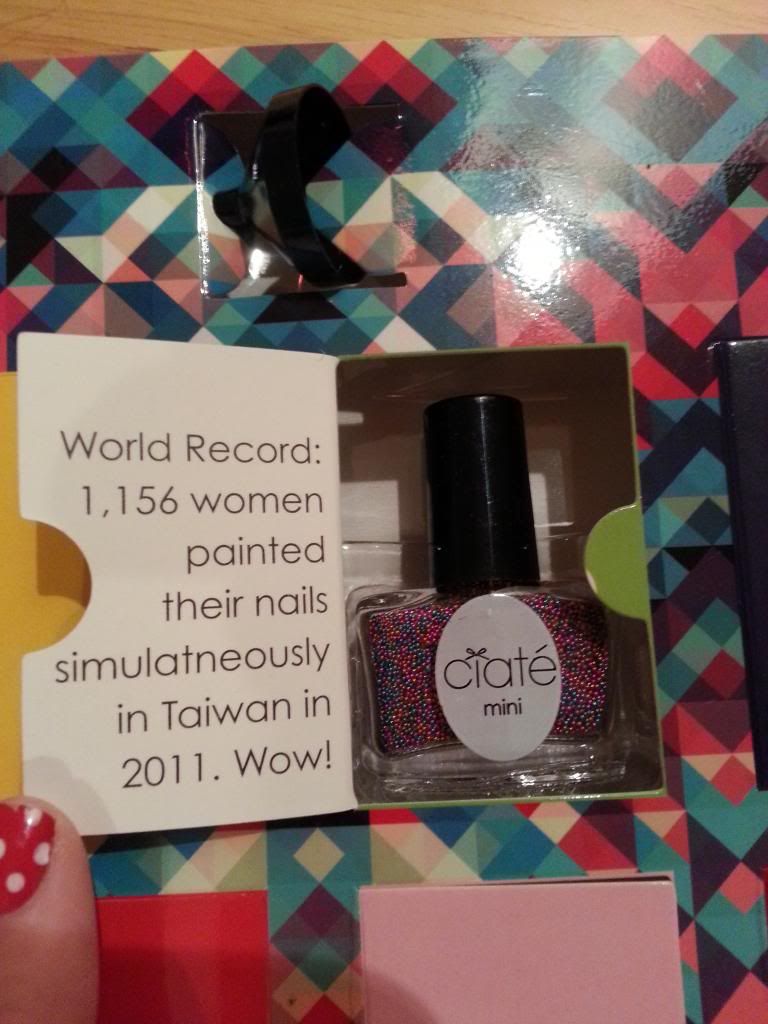 World Record:
1,156 women
painted
their nails
simulatneously
in Taiwan in
2011. Wow!
ciaté
mini